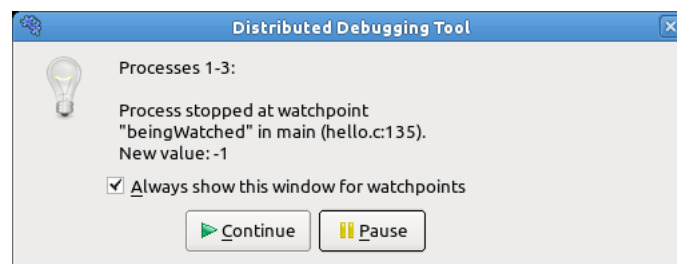 Distributed Debugging Tool
Processes 1-3:
Process stopped at watchpoint
"beingWatched" in main (hello.c:135).
New value: -1
Always show this window for watchpoints
Continue
Pause